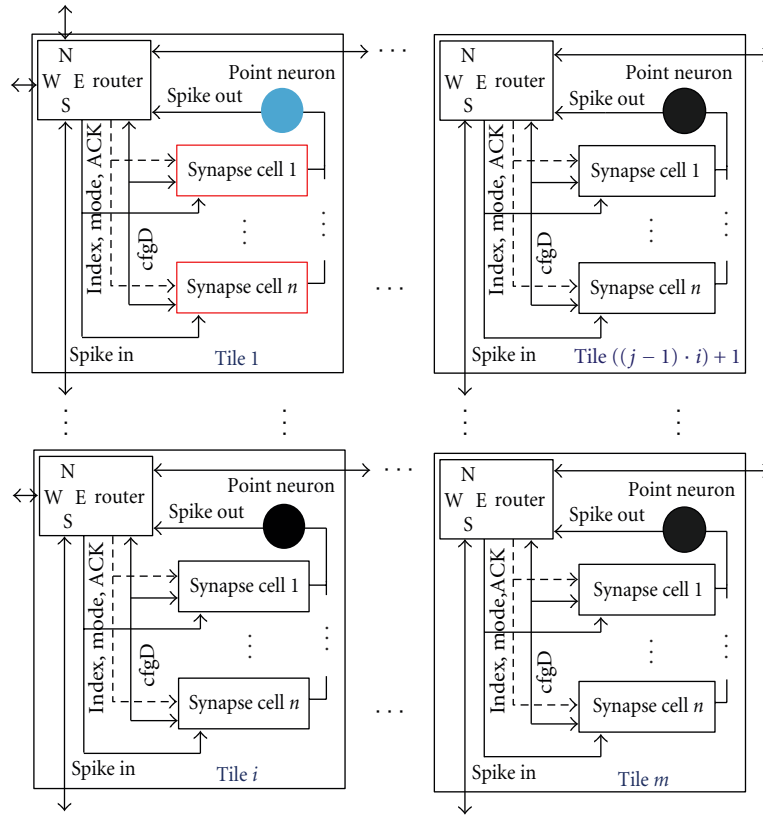 N
W E router
S
Point neuron
Spike out
Index, mode, ACK
cfgD
Synapse cell 1
Synapse cell n
Spike in
Tile 1
N
W E router
S
Point neuron
Spike out
Index, mode, ACK
cfgD
Synapse cell 1
Synapse cell n
Spike in
Tile ((j − 1) · i) + 1
N
W E router
S
Point neuron
Spike out
Index, mode, ACK
cfgD
Synapse cell 1
Synapse cell n
Spike in
Tile i
N
W E router
S
Point neuron
Spike out
Index, mode,ACK
cfgD
Synapse cell 1
Synapse cell n
Spike in
Tile m